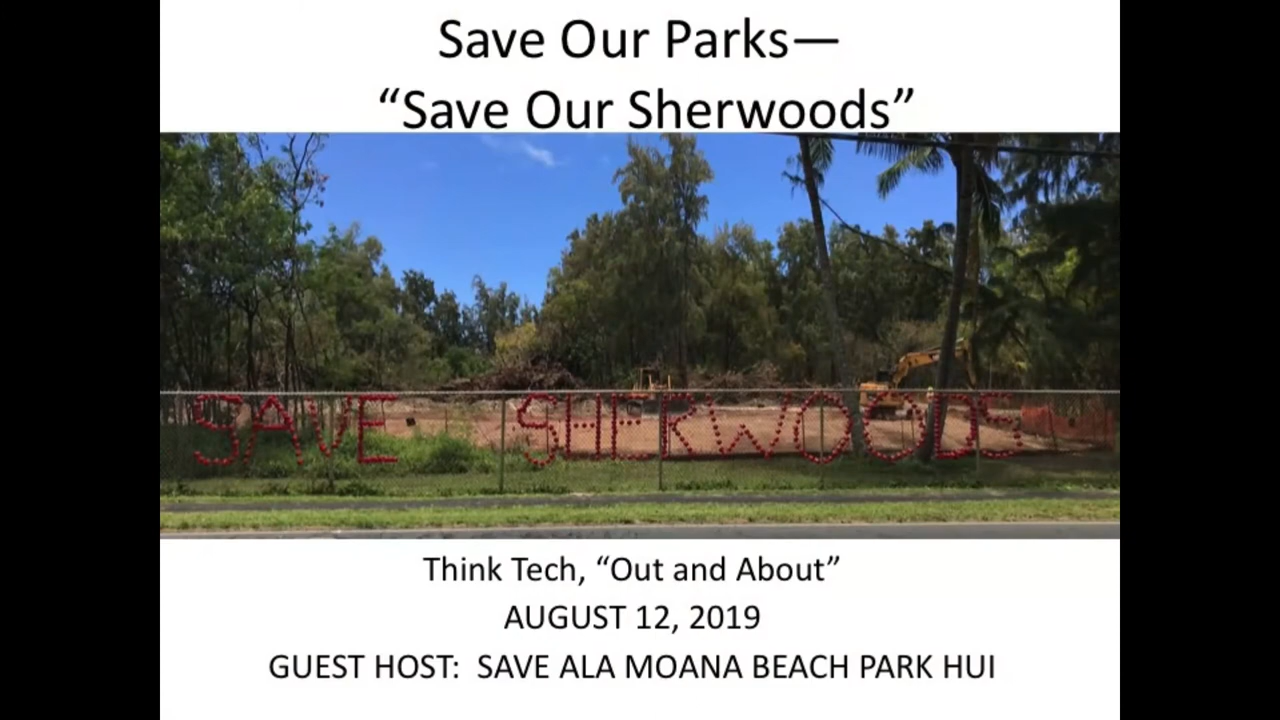 Save Our Parks—
“Save Our Sherwoods”
SAVE SHERWOODS
Think Tech, “Out and About”
AUGUST 12, 2019
GUEST HOST: SAVE ALA MOANA BEACH PARK HUI